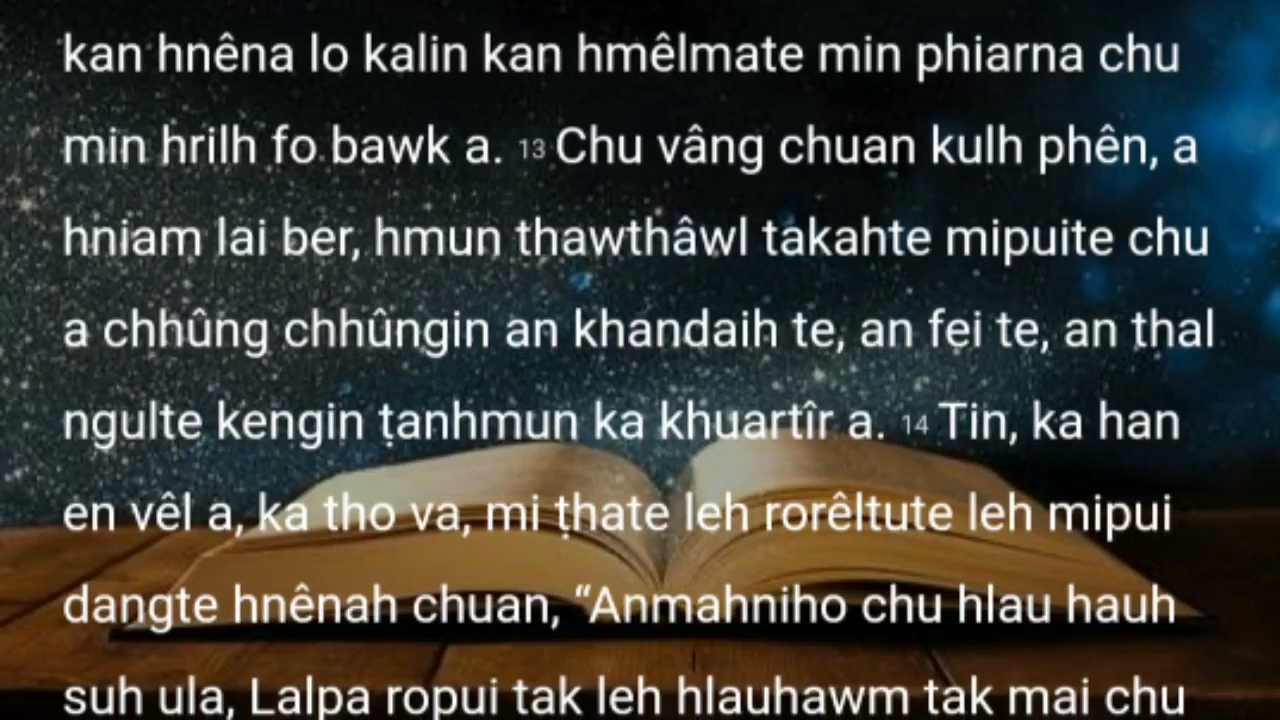 kan hnêna lo kalin kan hmêlmate min phiarna chu
min hrilh fo bawk a. 13 Chu vâng chuan kulh phên, a
hniam lai ber, hmun thawthâwl takahte mipuite chu
a chhûng chhûngin an khandaih te, an fei te, an thal
ngulte kengin ṭanhmun ka khuartîr a. 14 Tin, ka han
en vêl a, ka tho va, mi ṭhate leh rorêltute leh mipui
dangte hnênah chuan, “Anmahniho chu hlau hauh
suh ula, Lalpa ropui tak leh hlauhawm tak mai chu